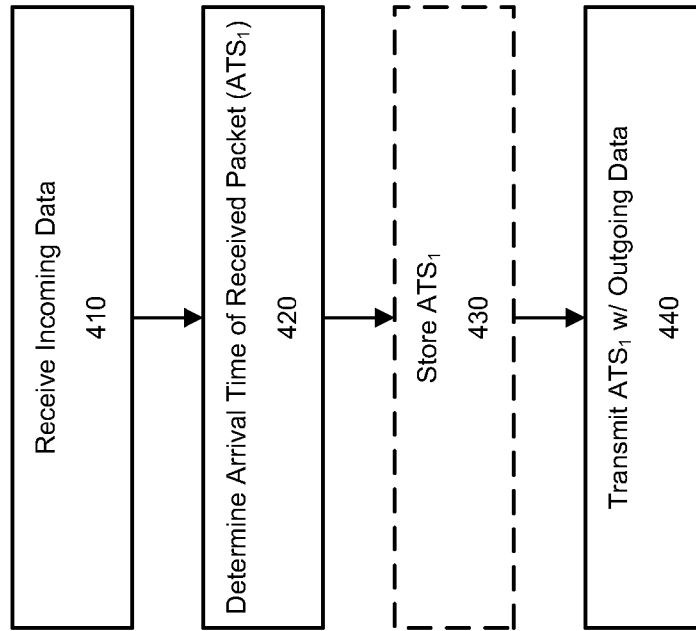 Receive Incoming Data
410
Determine Arrival Time of Received Packet (ATS₁)
420
Store ATS₁
430
Transmit ATS₁ w/ Outgoing Data
440